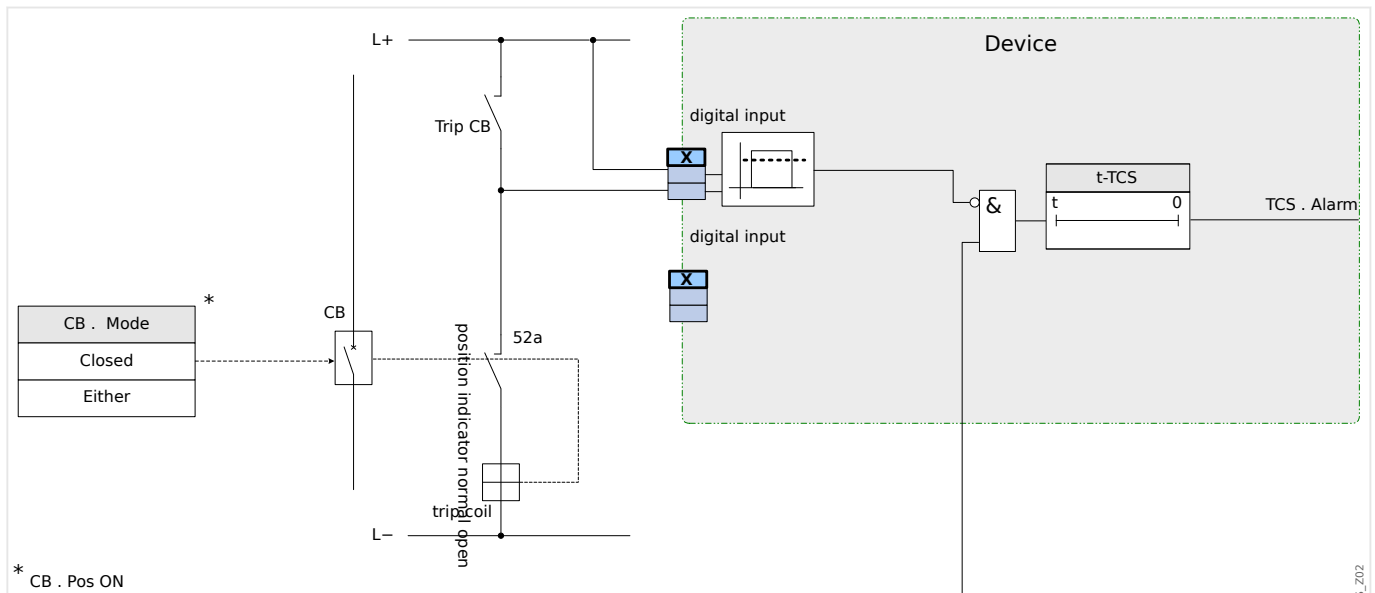 L+
Device
digital input
Trip CB
X
t-TCS
t
0
&
TCS . Alarm
digital input
X
*
CB
CB . Mode
Closed
Either
52a
position indicator normal open
trip coil
L−
* CB . Pos ON
_Z02